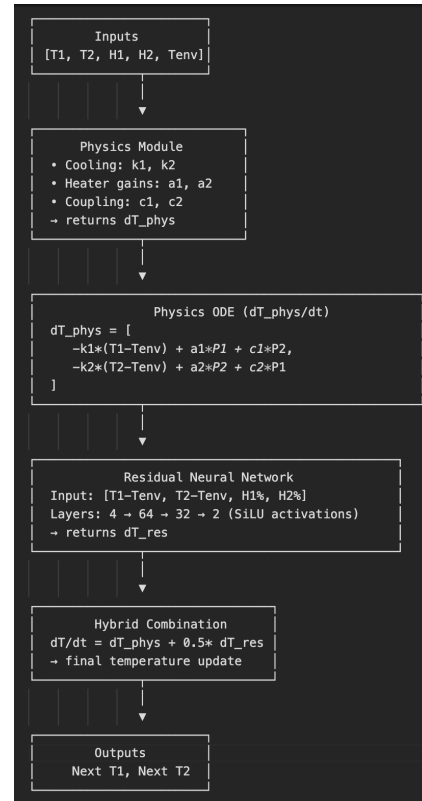 Inputs
[T1, T2, H1, H2, Tenv]
Physics Module
• Cooling: k1, k2
• Heater gains: a1, a2
• Coupling: c1, c2
→ returns dT_phys
Physics ODE (dT_phys/dt)
dT_phys = [
-k1*(T1-Tenv) + a1*P1 + c1*P2,
-k2*(T2-Tenv) + a2*P2 + c2*P1
]
Residual Neural Network
Input: [T1-Tenv, T2-Tenv, H1%, H2%]
Layers: 4 → 64 → 32 → 2 (SiLU activations)
→ returns dT_res
Hybrid Combination
dT/dt = dT_phys + 0.5* dT_res
→ final temperature update
Outputs
Next T1, Next T2